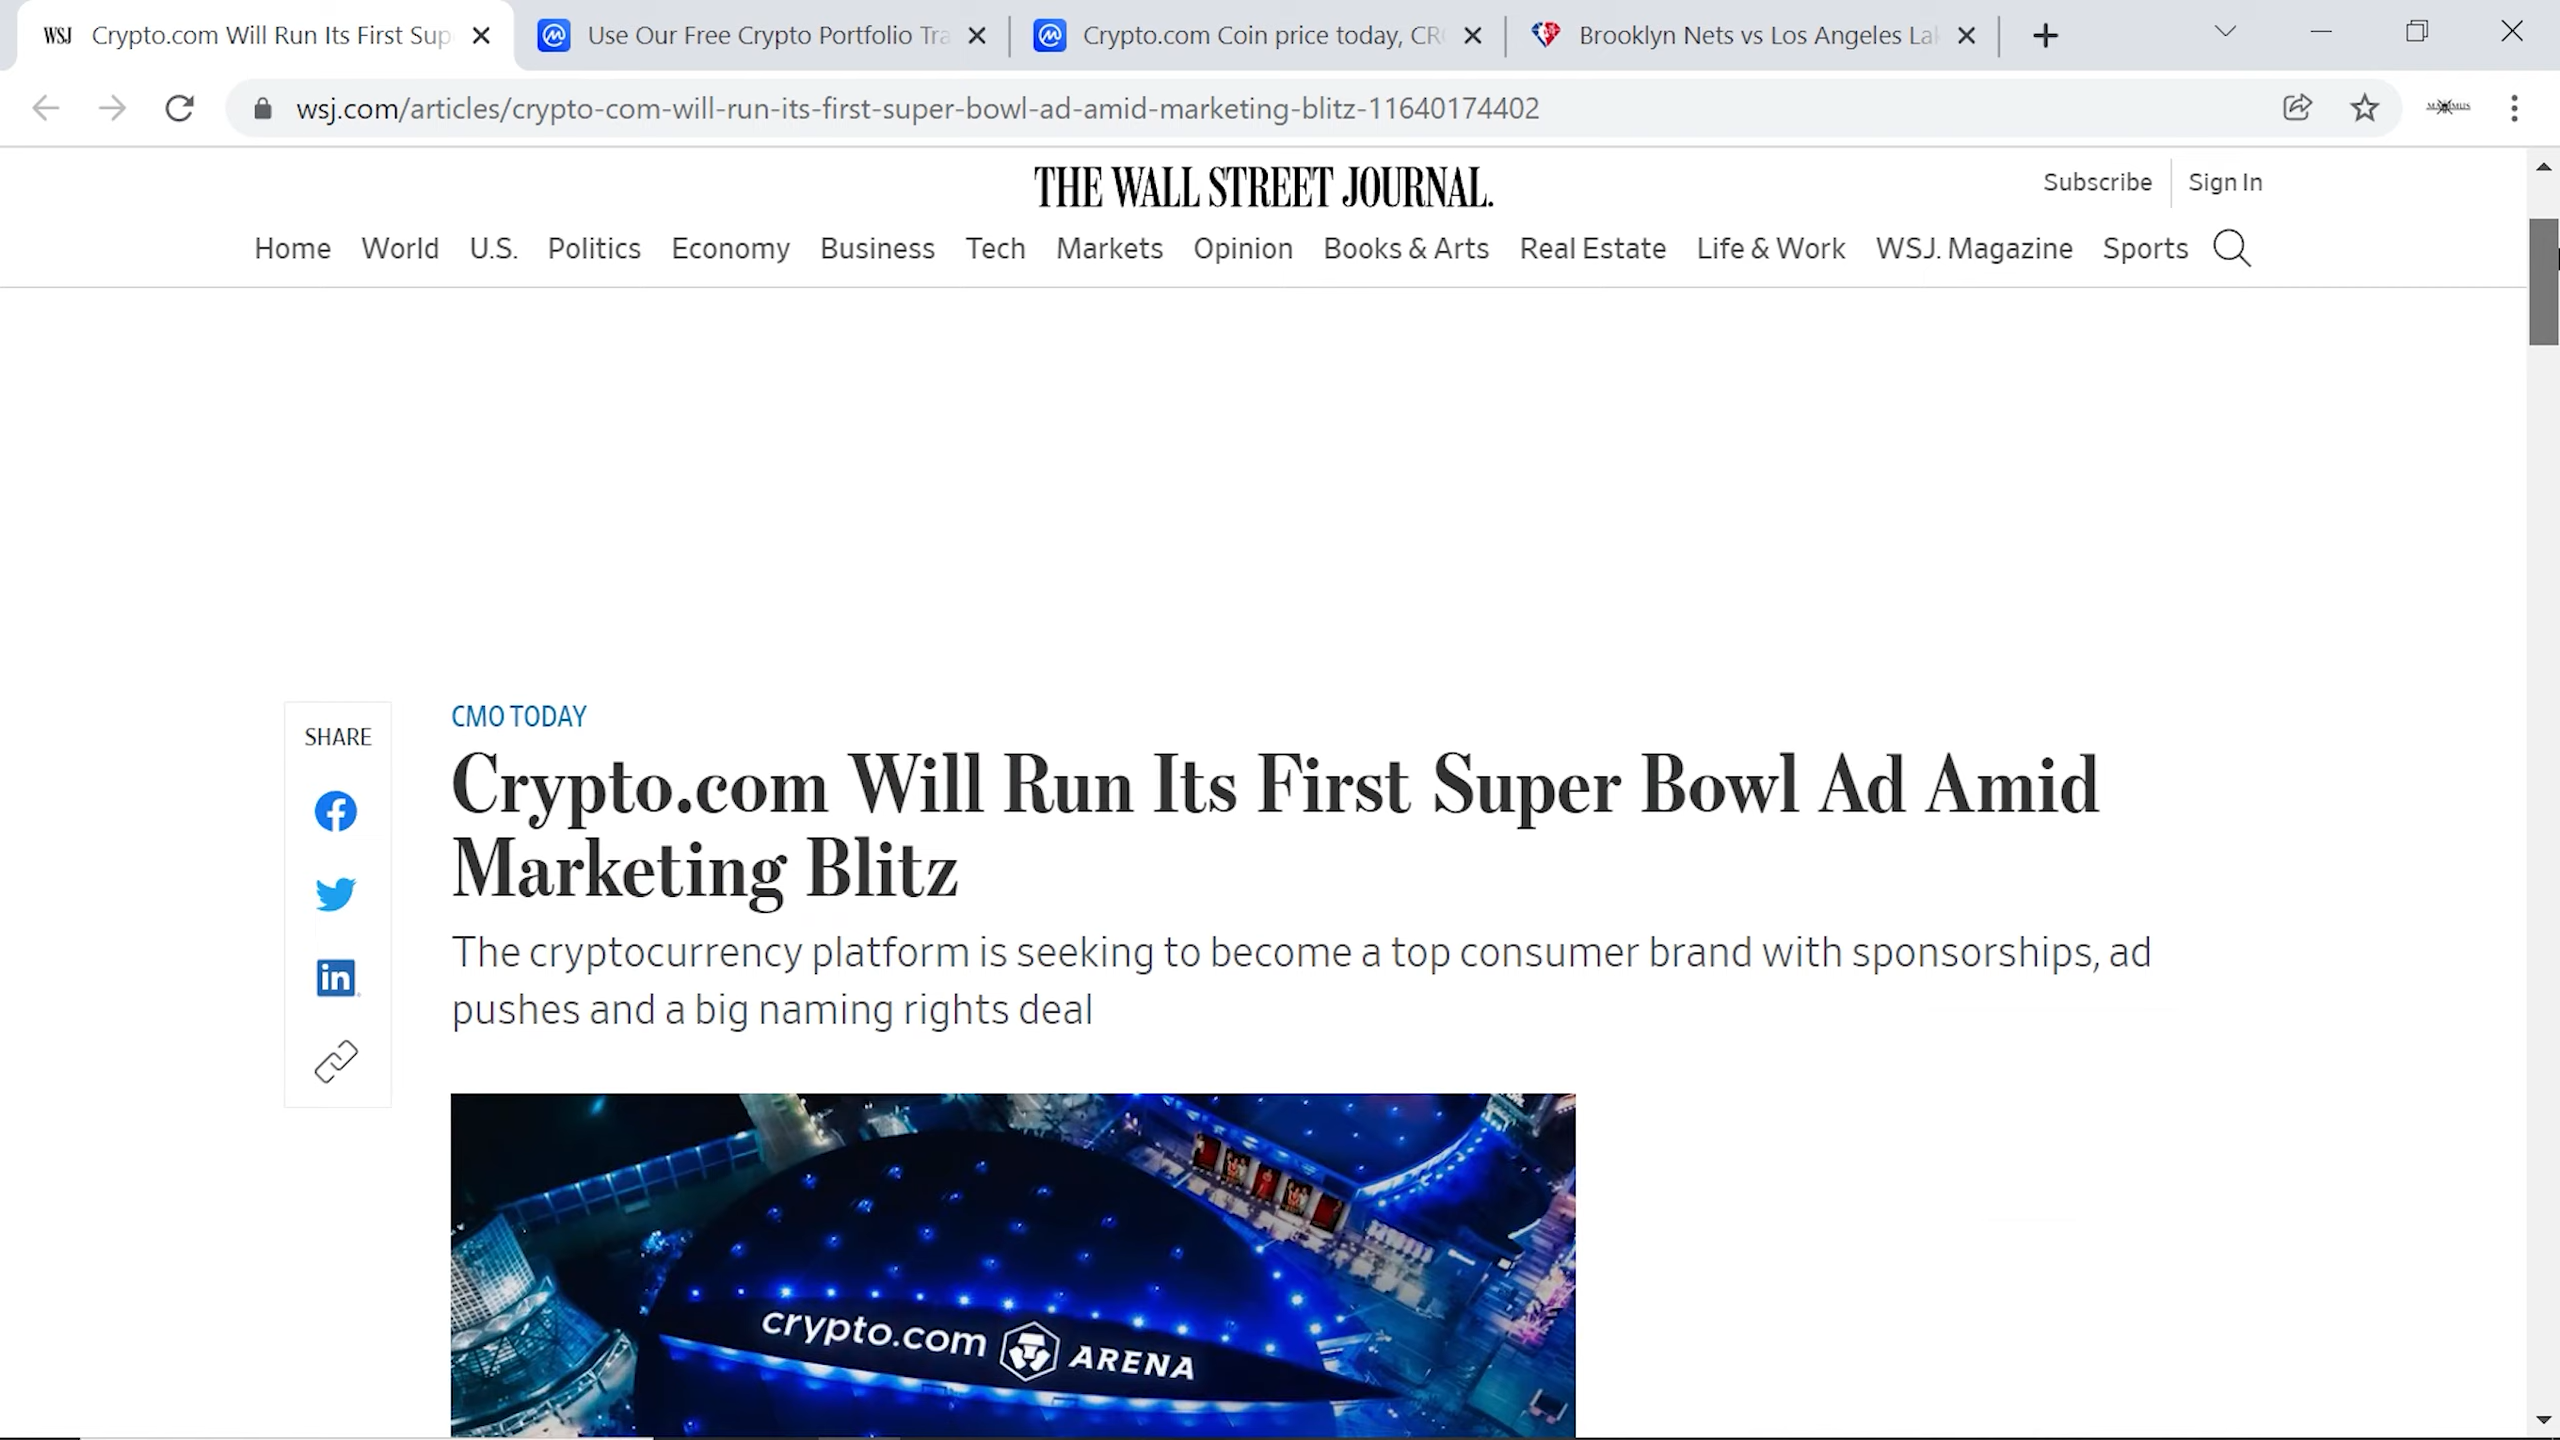 WSJ Crypto.com Will Run Its First Sup
Use Our Free Crypto Portfolio Tra
Crypto.com Coin price today, CR
Brooklyn Nets vs Los Angeles La
wsj.com/articles/crypto-com-will-run-its-first-super-bowl-ad-amid-marketing-blitz-11640174402
THE WALL STREET JOURNAL.
Subscribe
Sign In
Home World U.S. Politics Economy Business Tech Markets Opinion Books & Arts Real Estate Life & Work WSJ. Magazine Sports
SHARE
CMO TODAY
Crypto.com Will Run Its First Super Bowl Ad Amid
Marketing Blitz
The cryptocurrency platform is seeking to become a top consumer brand with sponsorships, ad
pushes and a big naming rights deal
in
crypto.com ARENA